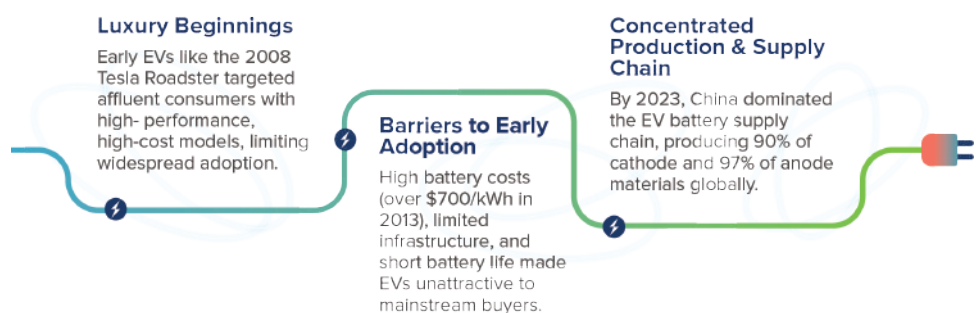 Luxury Beginnings
Early EVs like the 2008
Tesla Roadster targeted
affluent consumers with
high- performance,
high-cost models, limiting
widespread adoption.
Barriers to Early
Adoption
High battery costs
(over $700/kWh in
2013), limited
infrastructure, and
short battery life made
EVs unattractive to
mainstream buyers.
Concentrated
Production & Supply
Chain
By 2023, China dominated
the EV battery supply
chain, producing 90% of
cathode and 97% of anode
materials globally.